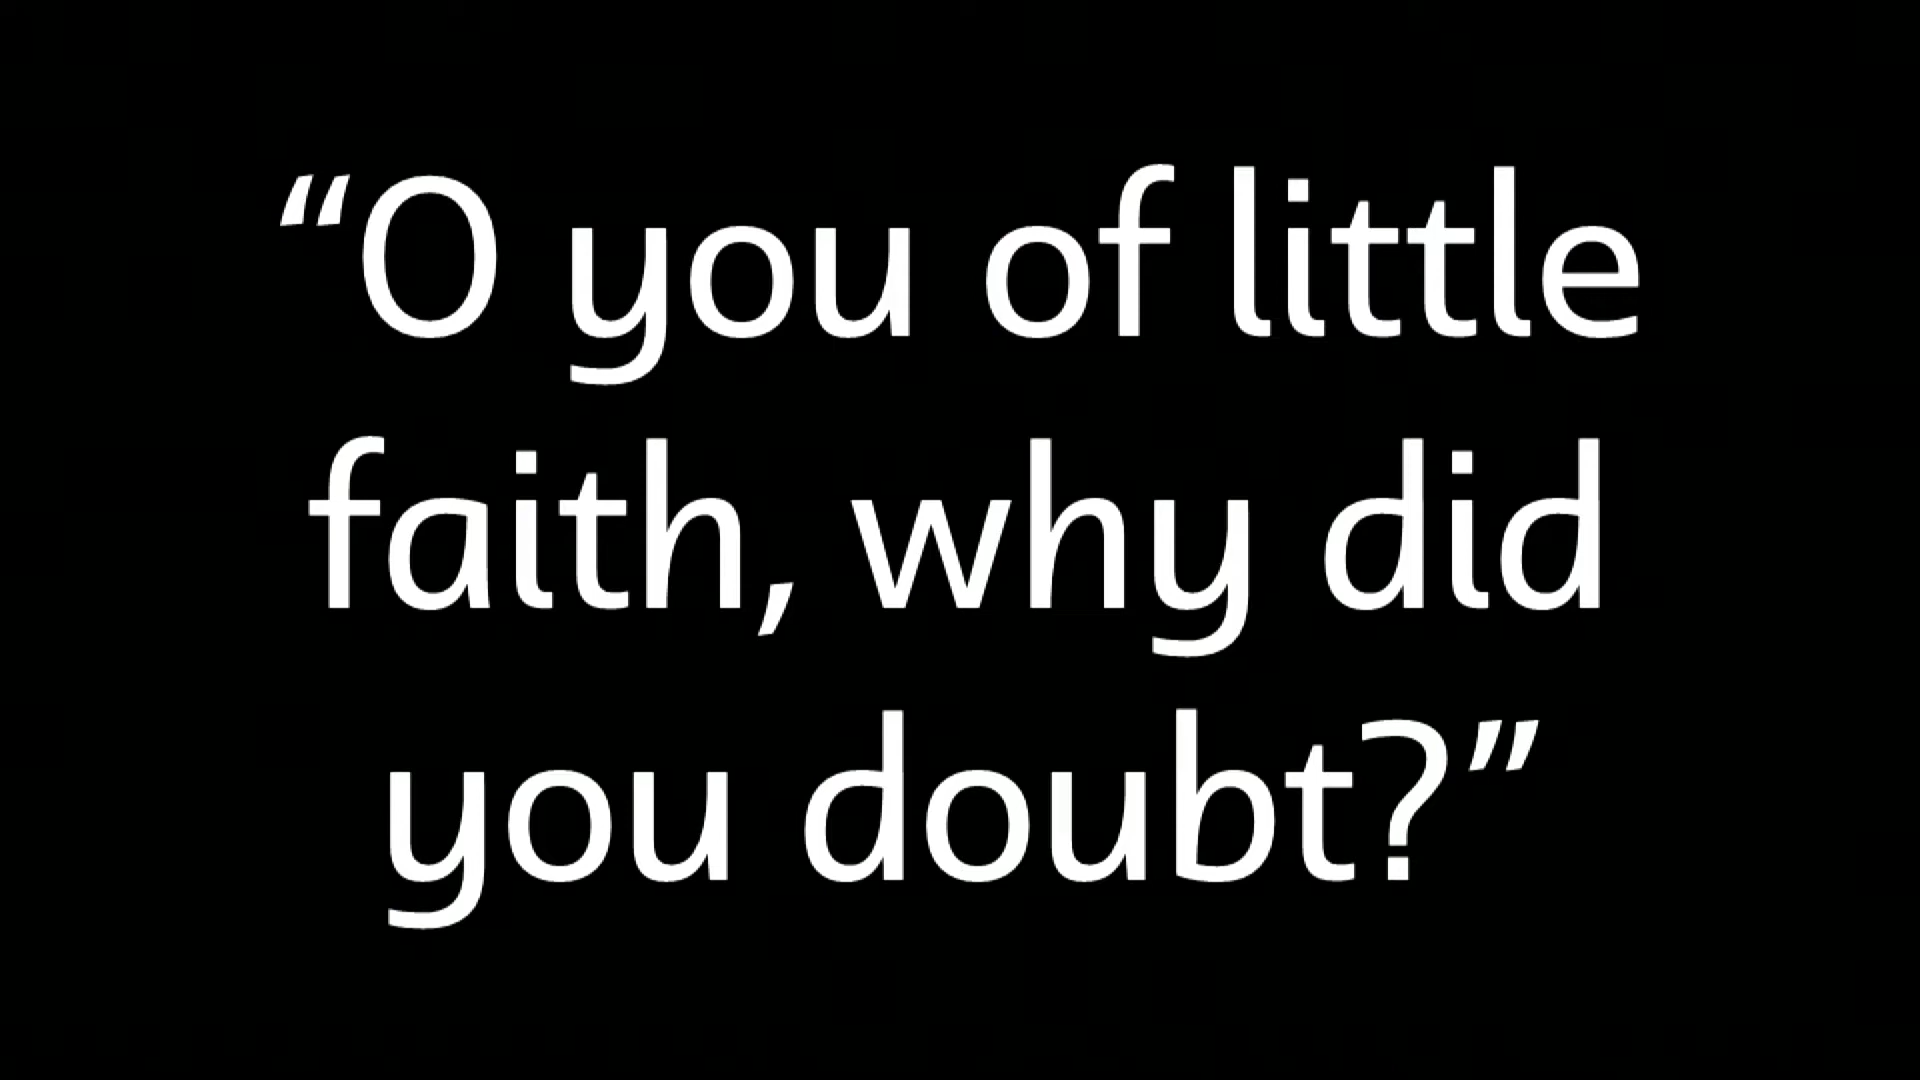 “O you of little
faith, why did
you doubt?”